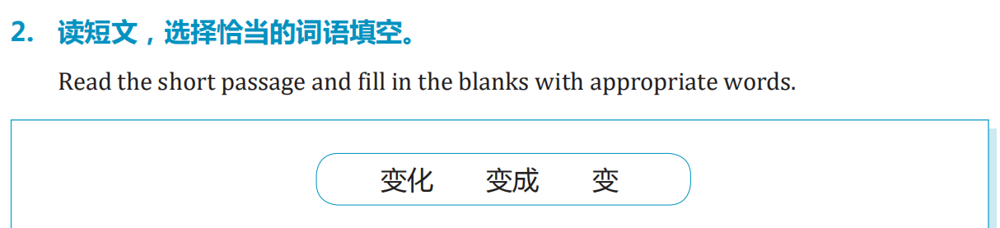 2. 读短文，选择恰当的词语填空。
Read the short passage and fill in the blanks with appropriate words.
变化 变成 变